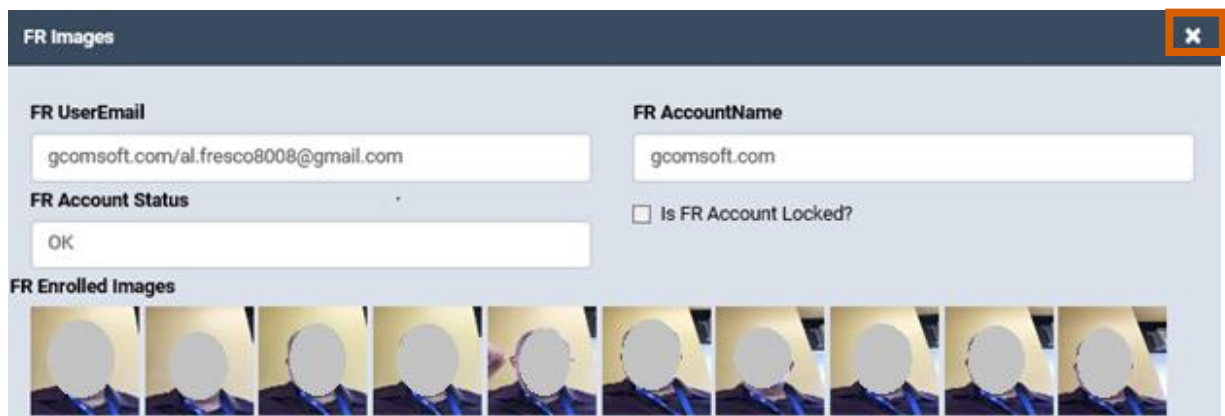 FR Images
FR UserEmail
FR AccountName
gcomsoft.com/al.fresco8008@gmail.com
gcomsoft.com
FR Account Status
Is FR Account Locked?
OK
FR Enrolled Images